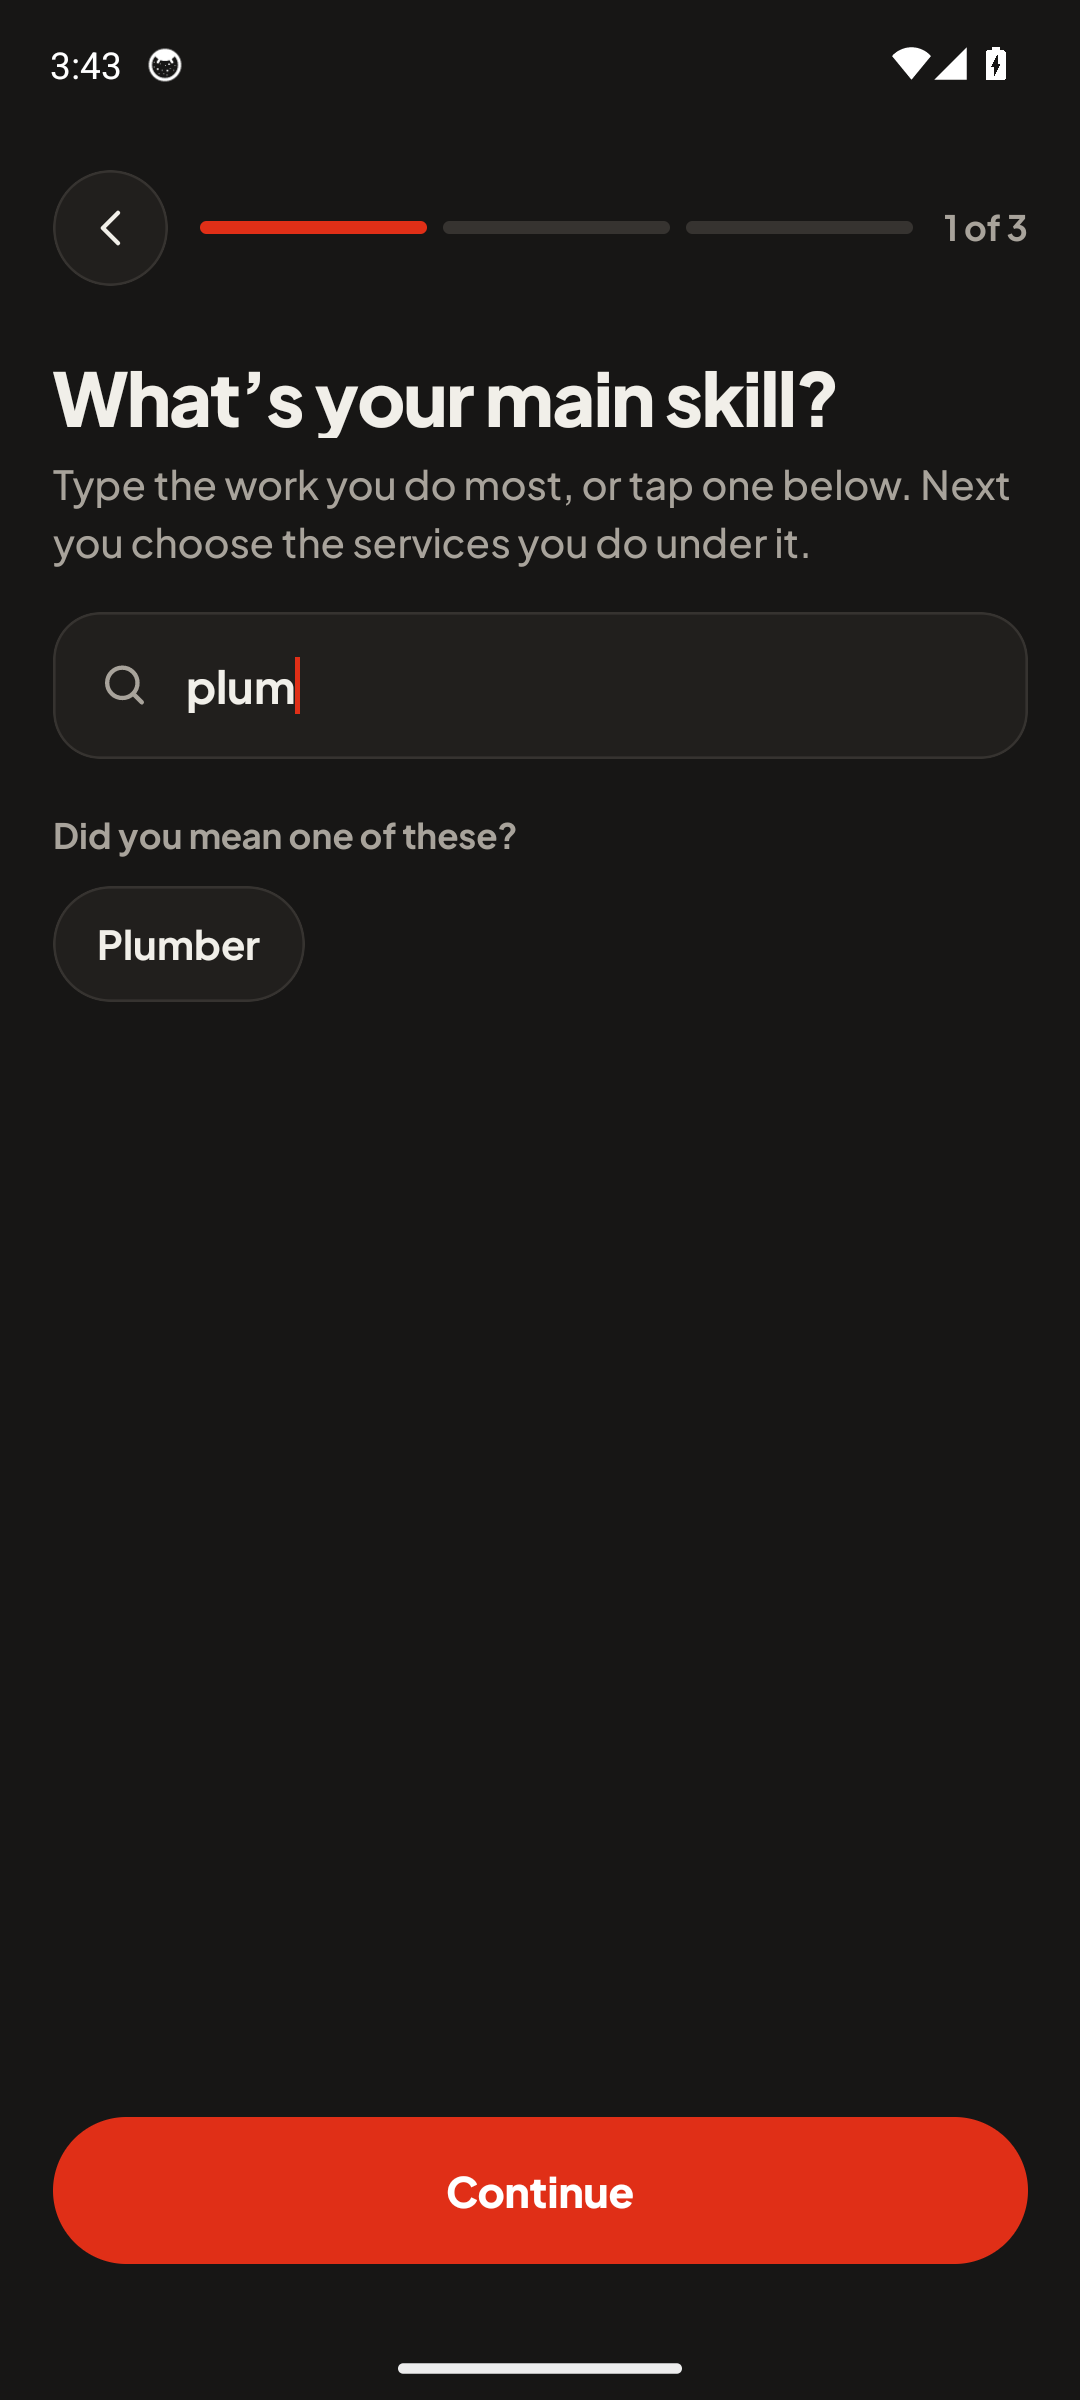 3:43
1 of 3
What’s your main skill?
Type the work you do most, or tap one below. Next
you choose the services you do under it.
plum
Did you mean one of these?
Plumber
Continue